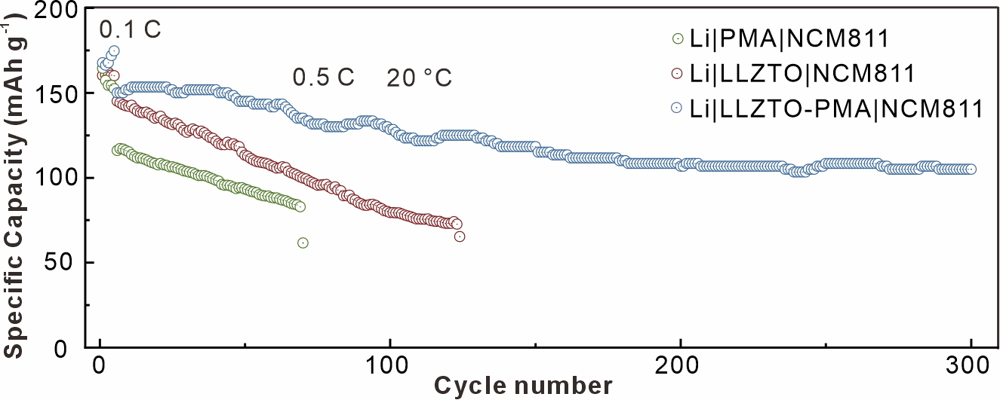 200
150
100
50
0
Specific Capacity (mAh g⁻¹)
0.1 C
0.5 C 20 °C
Li|PMA|NCM811
Li|LLZTO|NCM811
Li|LLZTO-PMA|NCM811
0 100 200 300
Cycle number